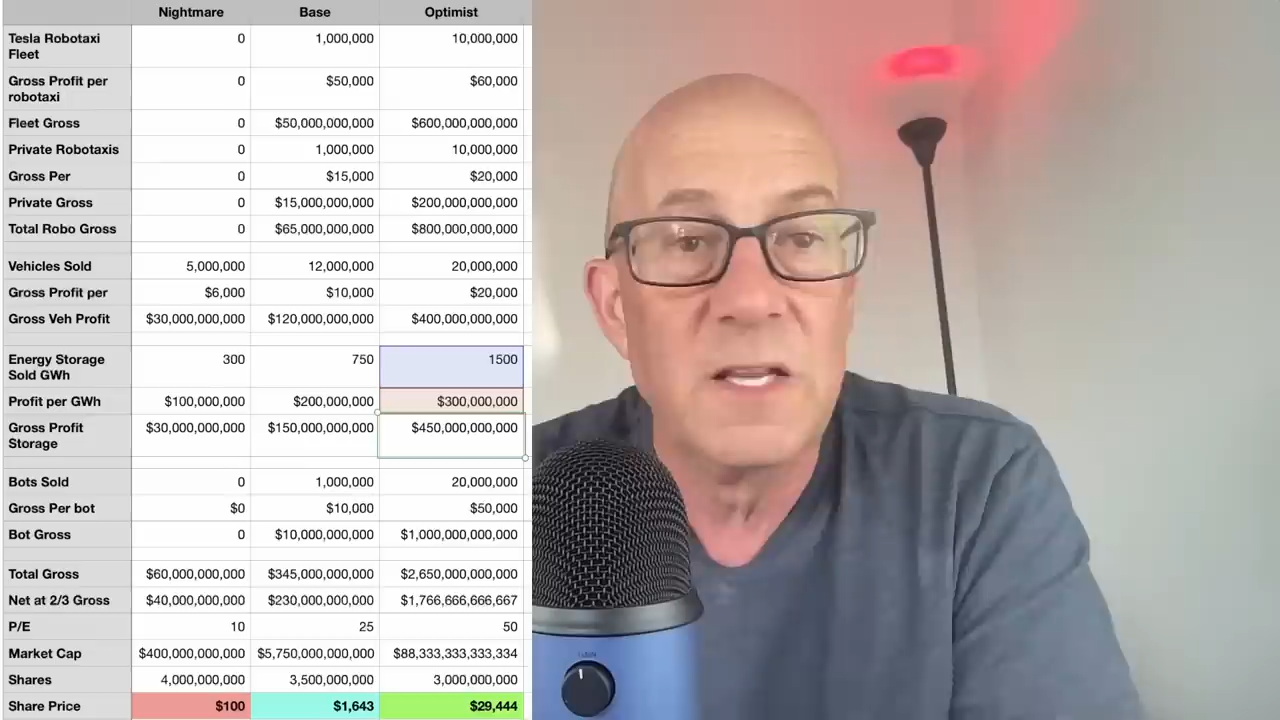 Nightmare Base Optimist
Tesla Robotaxi Fleet 0 1,000,000 10,000,000
Gross Profit per robotaxi 0 $50,000 $60,000
Fleet Gross 0 $50,000,000,000 $600,000,000,000
Private Robotaxis 0 1,000,000 10,000,000
Gross Per 0 $15,000 $20,000
Private Gross 0 $15,000,000,000 $200,000,000,000
Total Robo Gross 0 $65,000,000,000 $800,000,000,000
Vehicles Sold 5,000,000 12,000,000 20,000,000
Gross Profit per $6,000 $10,000 $20,000
Gross Veh Profit $30,000,000,000 $120,000,000,000 $400,000,000,000
Energy Storage Sold GWh 300 750 1500
Profit per GWh $100,000,000 $200,000,000 $300,000,000
Gross Profit Storage $30,000,000,000 $150,000,000,000 $450,000,000,000
Bots Sold 0 1,000,000 20,000,000
Gross Per bot $0 $10,000 $50,000
Bot Gross 0 $10,000,000,000 $1,000,000,000,000
Total Gross $60,000,000,000 $345,000,000,000 $2,650,000,000,000
Net at 2/3 Gross $40,000,000,000 $230,000,000,000 $1,766,666,666,667
P/E 10 25 50
Market Cap $400,000,000,000 $5,750,000,000,000 $88,333,333,333,334
Shares 4,000,000,000 3,500,000,000 3,000,000,000
Share Price $100 $1,643 $29,444